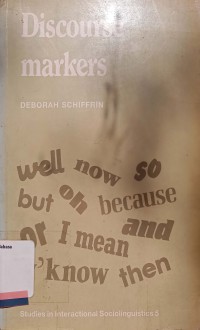 Discourse
markers
DEBORAH SCHIFFRIN
well now so
but oh because
or I mean and
y'know then
Studies in Interactional Sociolinguistics 5